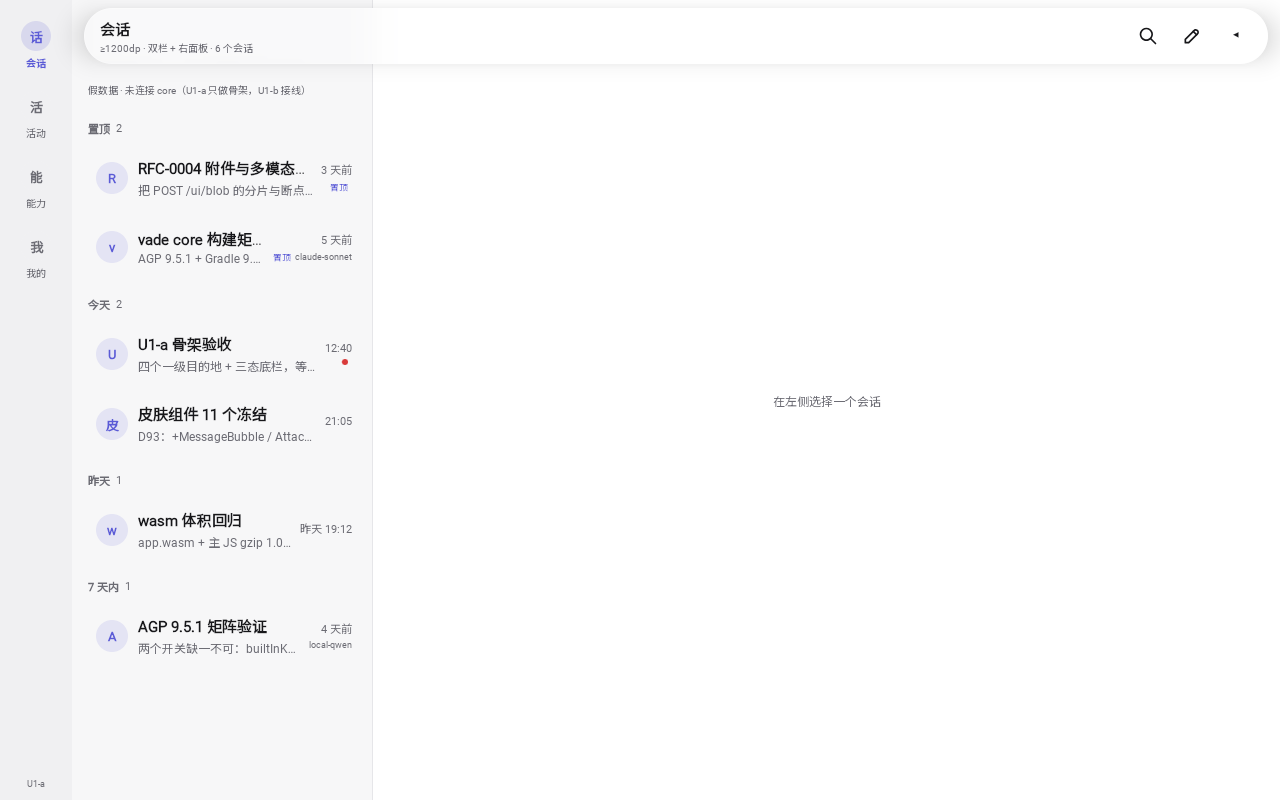 话
会话
活
活动
能
能力
我
我的
U1-a
会话
≥1200dp · 双栏 + 右面板 · 6 个会话
假数据 · 未连接 core（U1-a 只做骨架，U1-b 接线）
置顶 2
R
RFC-0004 附件与多模态…
3 天前
把 POST /ui/blob 的分片与断点…
置顶
v
vade core 构建矩…
5 天前
AGP 9.5.1 + Gradle 9.…
置顶 claude-sonnet
今天 2
U
U1-a 骨架验收
12:40
四个一级目的地 + 三态底栏，等…
皮
皮肤组件 11 个冻结
21:05
D93：+MessageBubble / Attac…
昨天 1
w
wasm 体积回归
昨天 19:12
app.wasm + 主 JS gzip 1.0…
7 天内 1
A
AGP 9.5.1 矩阵验证
4 天前
两个开关缺一不可：builtInK…
local-qwen
在左侧选择一个会话